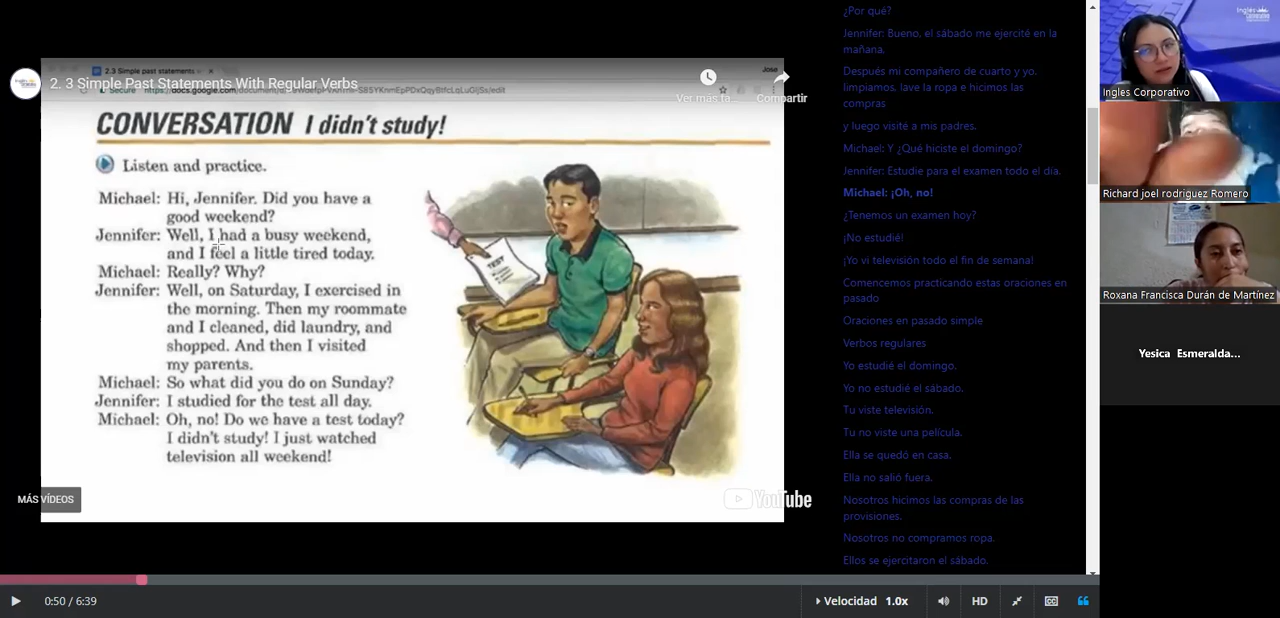 2. 3 Simple past statements
Jose
2. 3 Simple Past Statements With Regular Verbs
Ver más ta...
Compartir
CONVERSATION I didn't study!
Listen and practice.
Michael: Hi, Jennifer. Did you have a
good weekend?
Jennifer: Well, I had a busy weekend,
and I feel a little tired today.
Michael: Really? Why?
Jennifer: Well, on Saturday, I exercised in
the morning. Then my roommate
and I cleaned, did laundry, and
shopped. And then I visited
my parents.
Michael: So what did you do on Sunday?
Jennifer: I studied for the test all day.
Michael: Oh, no! Do we have a test today?
I didn't study! I just watched
television all weekend!
TEST
MÁS VÍDEOS
YouTube
0:50 / 6:39
Velocidad 1.0x
HD
CC
¿Por qué?
Jennifer: Bueno, el sábado me ejercité en la
mañana.
Después mi compañero de cuarto y yo,
limpiamos, lave la ropa e hicimos las
compras
y luego visité a mis padres.
Michael: Y ¿Qué hiciste el domingo?
Jennifer: Estudie para el examen todo el día.
Michael: ¡Oh, no!
¿Tenemos un examen hoy?
¡No estudié!
¡Yo vi televisión todo el fin de semana!
Comencemos practicando estas oraciones en
pasado
Oraciones en pasado simple
Verbos regulares
Yo estudié el domingo.
Yo no estudié el sábado.
Tu viste televisión.
Tu no viste una película.
Ella se quedó en casa.
Ella no salió fuera.
Nosotros hicimos las compras de las
provisiones.
Nosotros no compramos ropa.
Ellos se ejercitaron el sábado.
Ingles Corporativo
Richard joel rodriguez Romero
Roxana Francisca Durán de Martínez
Yesica Esmeralda...